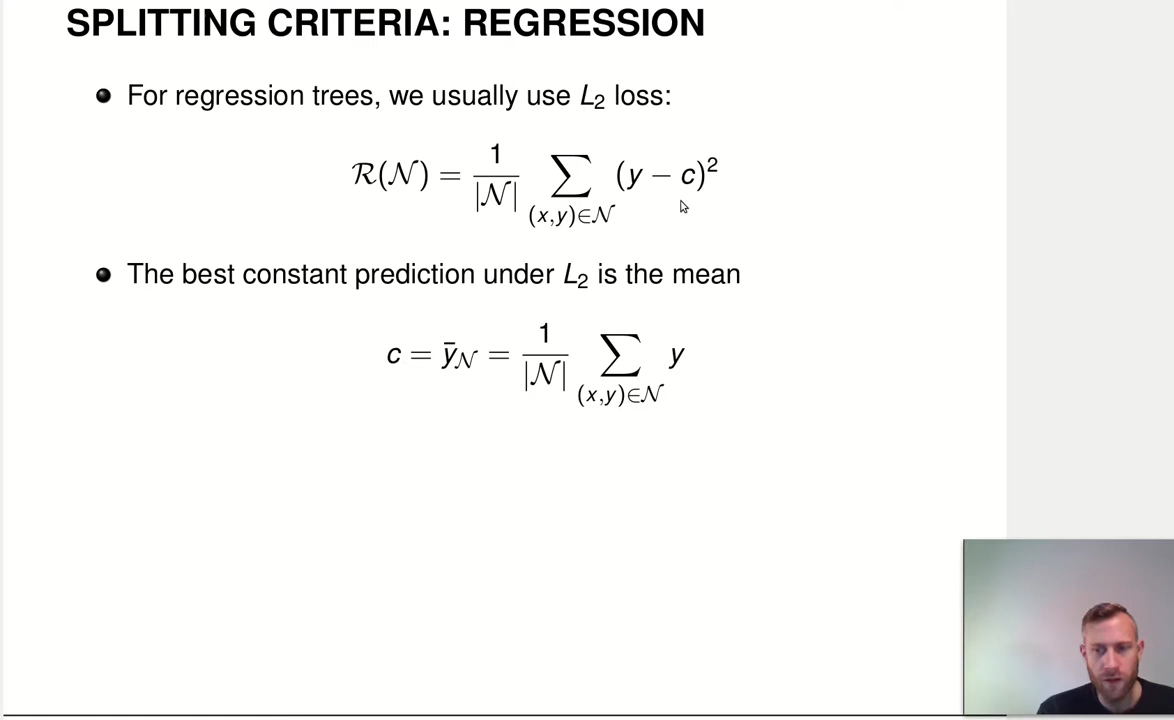 SPLITTING CRITERIA: REGRESSION
For regression trees, we usually use L₂ loss:
ℛ(𝒩) = 1/|𝒩| ∑_{(x,y)∈𝒩} (y − c)²
The best constant prediction under L₂ is the mean
c = ȳ_𝒩 = 1/|𝒩| ∑_{(x,y)∈𝒩} y